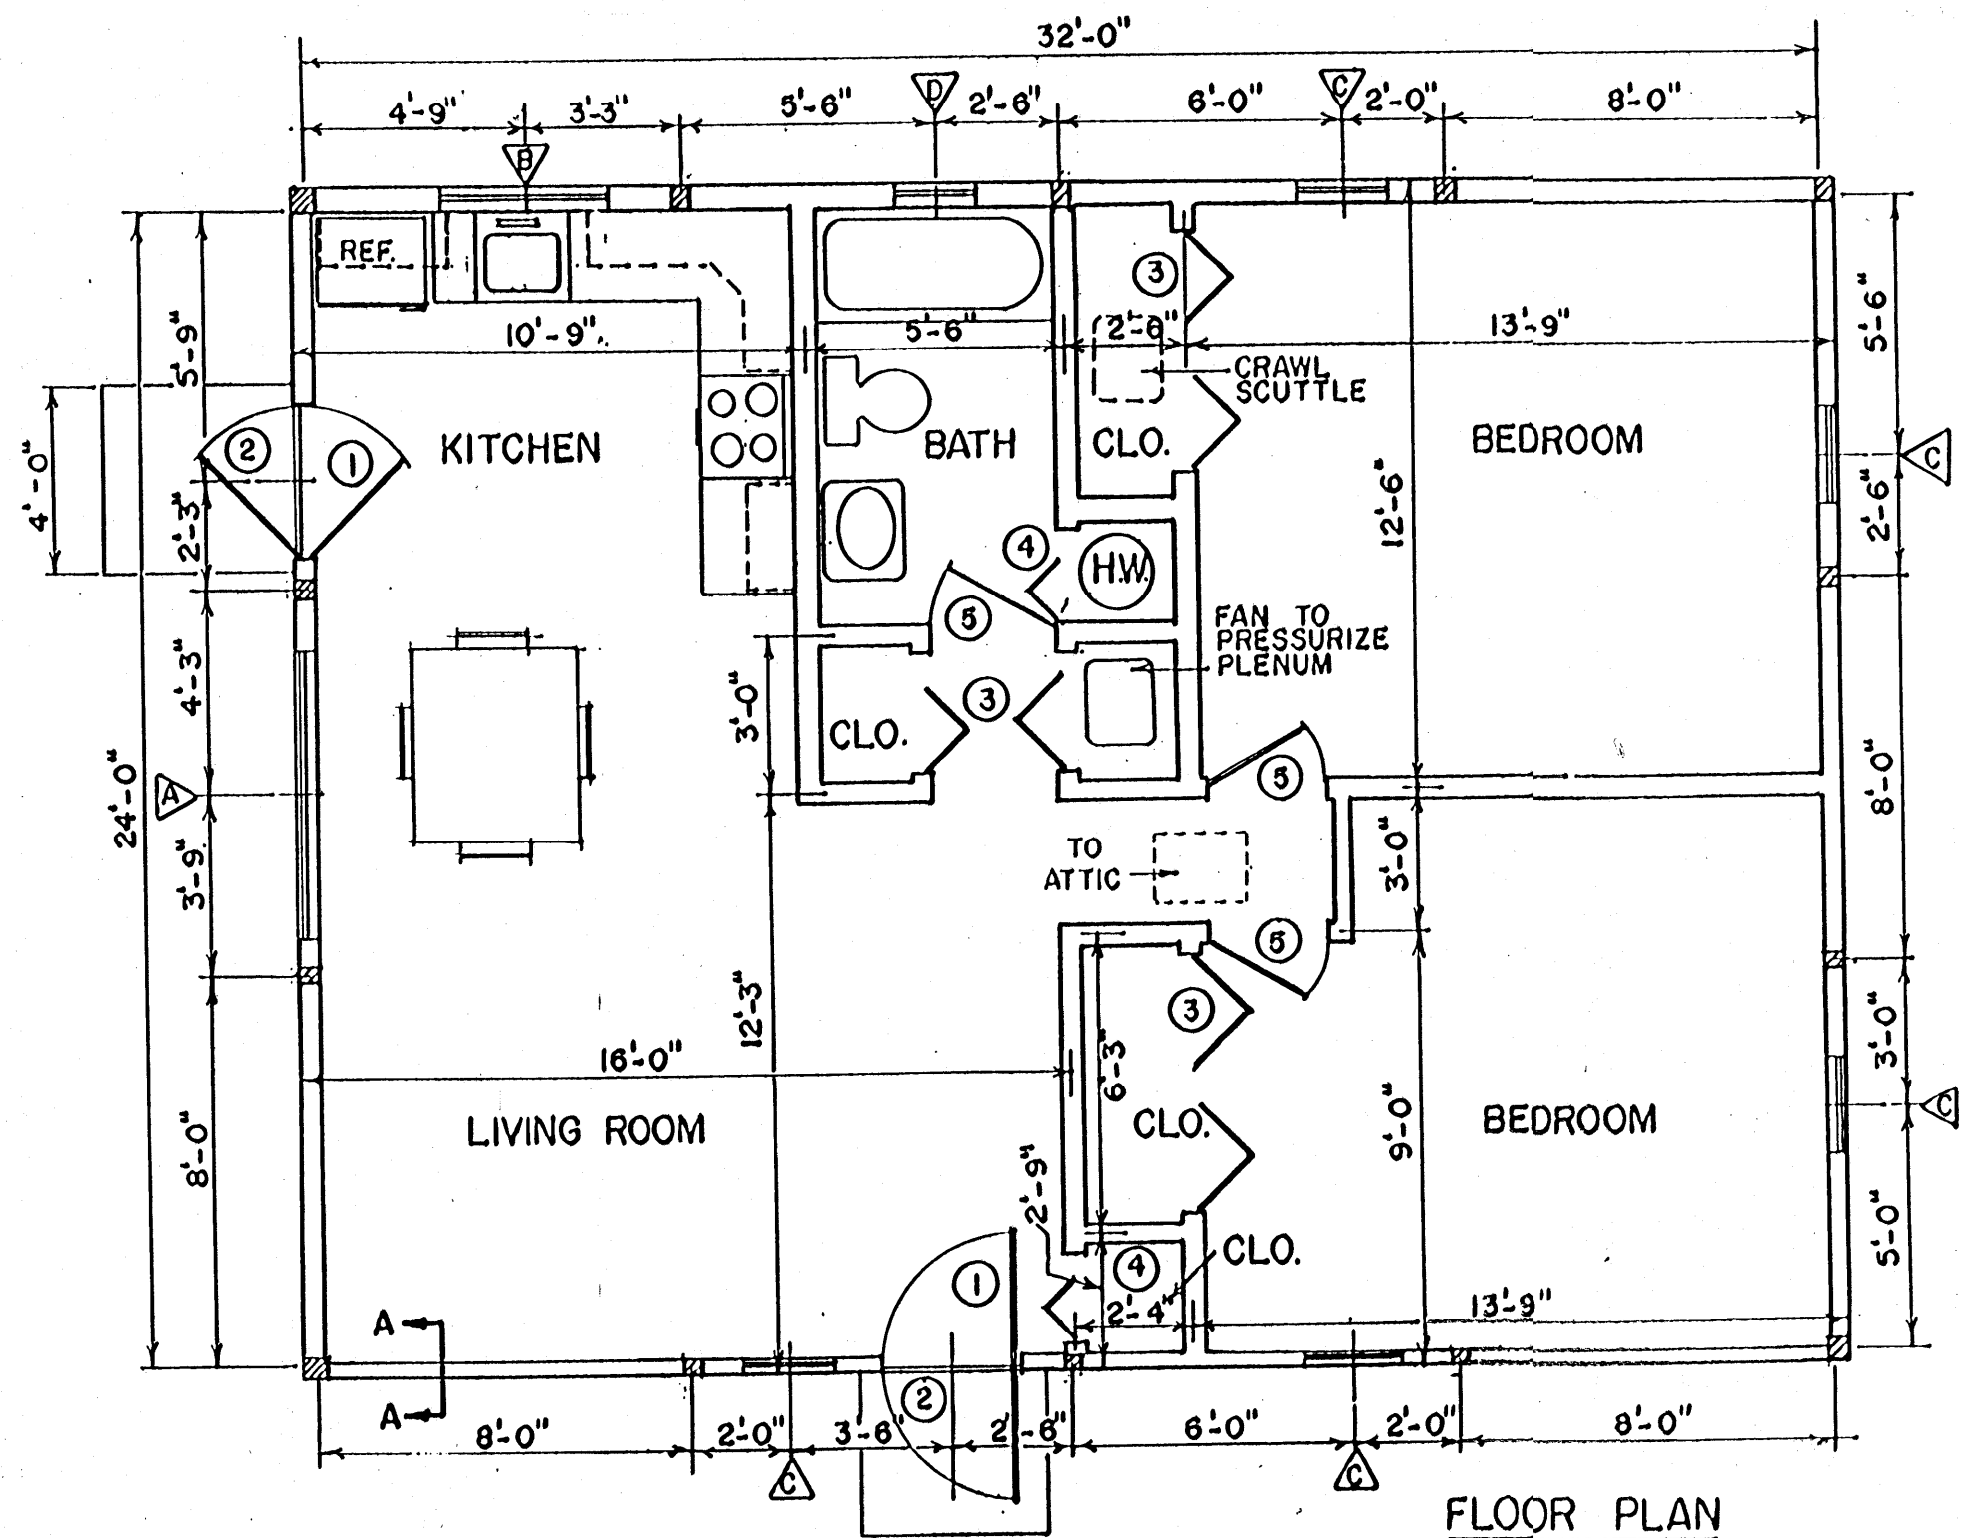 32'-0"
4'-9" 3'-3" 5'-6" D 2'-6" 6'-0" C 2'-0" 8'-0"
B
REF.
3
10'-9" 5'-6" 2'-6" 13'-9"
5'-9"
5'-6"
CRAWL
SCUTTLE
2 1 KITCHEN BATH CLO. BEDROOM C
4'-0"
2'-3"
12'-6"
2'-6"
4 H.W.
5
FAN TO
PRESSURIZE
PLENUM
4'-3"
3'-0"
3
CLO.
5
A
24'-0"
8'-0"
3'-9"
TO
ATTIC
3'-0"
5
12'-3"
3
16'-0"
6'-3"
3'-0"
8'-0"
LIVING ROOM CLO. BEDROOM C
9'-0"
2'-9"
5'-0"
1 4 CLO.
A 2'-4" 13'-9"
2
A
8'-0" 2'-0" 3'-6" 2'-6" 6'-0" 2'-0" 8'-0"
C C
FLOOR PLAN